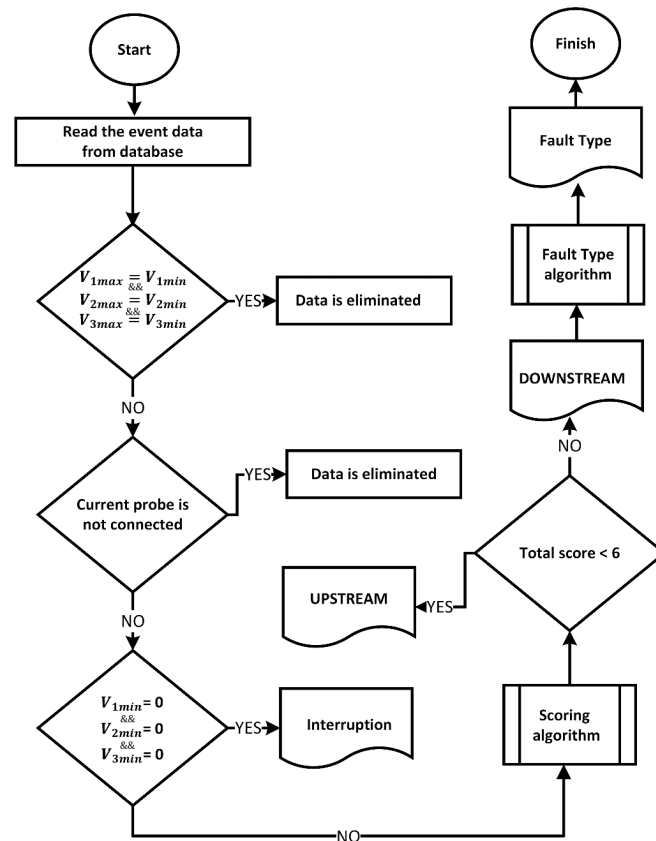 Start
Read the event data
from database
V1max = V1min
&&
V2max = V2min
&&
V3max = V3min
YES
Data is eliminated
NO
Current probe is
not connected
YES
Data is eliminated
NO
V1min = 0
&&
V2min = 0
&&
V3min = 0
YES
Interruption
NO
Scoring
algorithm
Total score < 6
YES
UPSTREAM
NO
DOWNSTREAM
Fault Type
algorithm
Fault Type
Finish